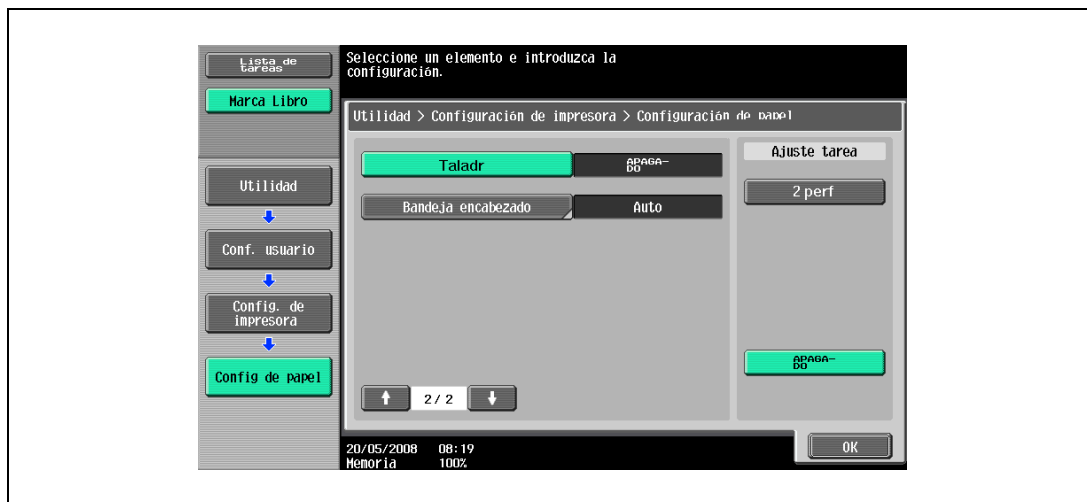 Lista de
tareas
Seleccione un elemento e introduzca la
configuración.
Marca Libro
Utilidad > Configuración de impresora > Configuración de papel
Ajuste tarea
Taladr
APAGA-
DO
2 perf
Utilidad
Bandeja encabezado
Auto
Conf. usuario
Config. de
impresora
APAGA-
DO
Config de papel
2/ 2
OK
20/05/2008 08:19
Memoria 100%